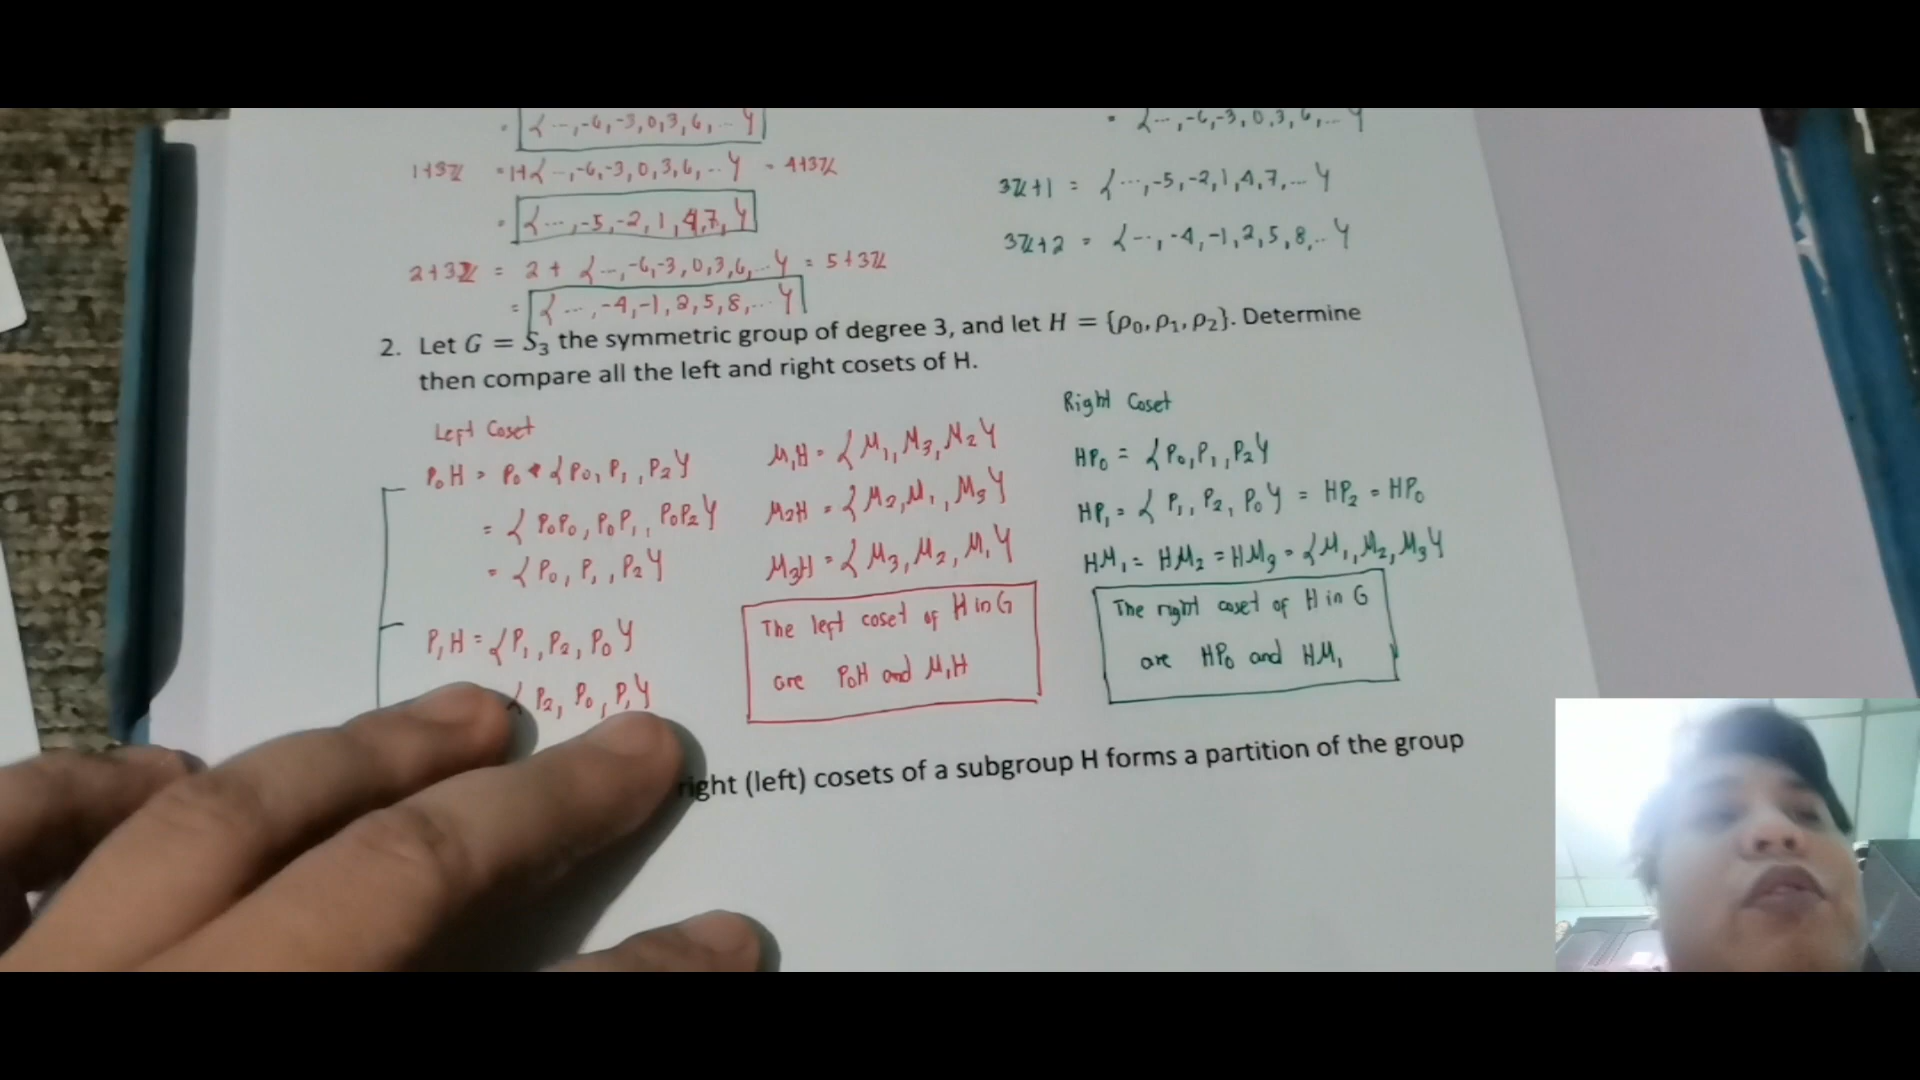 = {...,-6,-3,0,3,6,...}
= {...,-6,-3,0,3,6,...}
1+3ℤ = 1+{...,-6,-3,0,3,6,...} = 4+3ℤ
= {...,-5,-2,1,4,7,...}
3ℤ+1 = {...,-5,-2,1,4,7,...}
2+3ℤ = 2+{...,-6,-3,0,3,6,...} = 5+3ℤ
= {...,-4,-1,2,5,8,...}
3ℤ+2 = {...,-4,-1,2,5,8,...}
2. Let G = S₃ the symmetric group of degree 3, and let H = {ρ₀, ρ₁, ρ₂}. Determine
then compare all the left and right cosets of H.
Left Coset
ρ₀H = ρ₀ • {ρ₀, ρ₁, ρ₂}
= {ρ₀ρ₀, ρ₀ρ₁, ρ₀ρ₂}
= {ρ₀, ρ₁, ρ₂}
ρ₁H = {ρ₁, ρ₂, ρ₀}
{ρ₂, ρ₀, ρ₁}
μ₁H = {μ₁, μ₃, μ₂}
μ₂H = {μ₂, μ₁, μ₃}
μ₃H = {μ₃, μ₂, μ₁}
The left coset of H in G
are ρ₀H and μ₁H
Right Coset
Hρ₀ = {ρ₀, ρ₁, ρ₂}
Hρ₁ = {ρ₁, ρ₂, ρ₀} = Hρ₂ = Hρ₀
Hμ₁ = Hμ₂ = Hμ₃ = {μ₁, μ₂, μ₃}
The right coset of H in G
are Hρ₀ and Hμ₁
right (left) cosets of a subgroup H forms a partition of the group